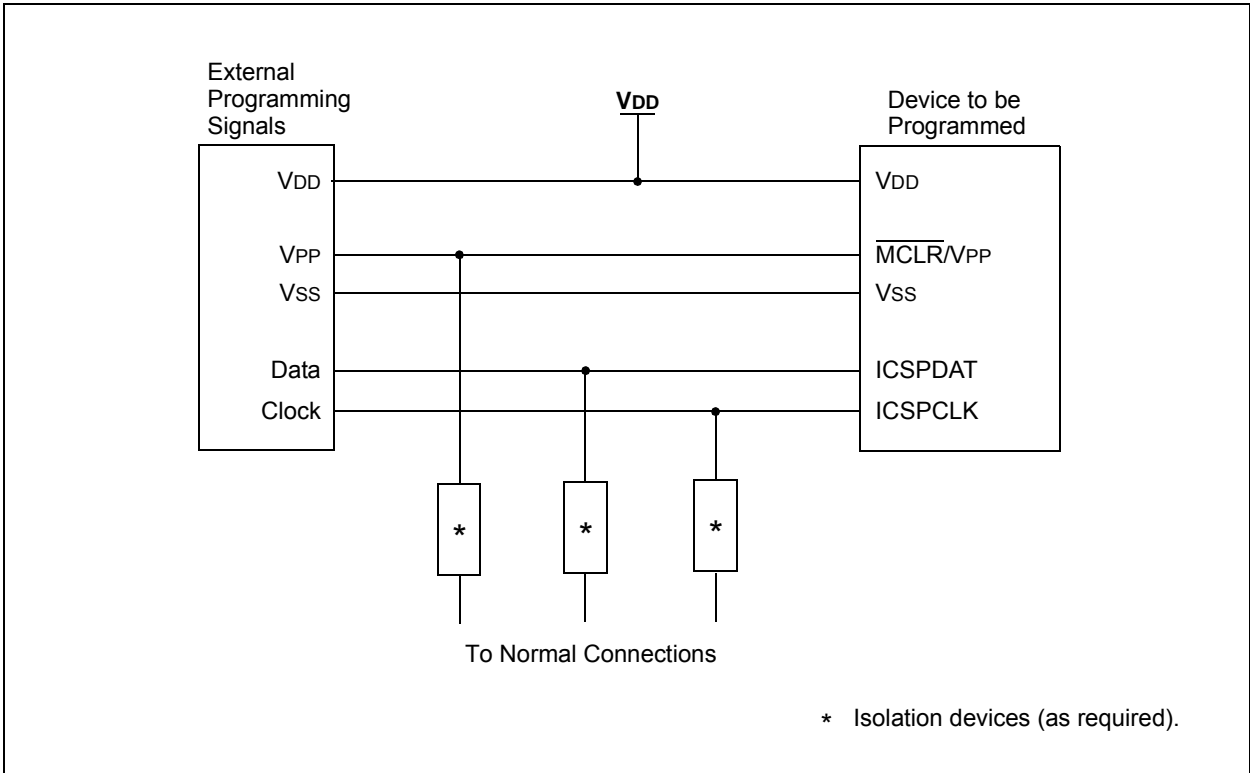 External
Programming
Signals
VDD
Device to be
Programmed
VDD
VDD
VPP
MCLR/VPP
VSS
VSS
Data
ICSPDAT
Clock
ICSPCLK
*
*
*
To Normal Connections
* Isolation devices (as required).